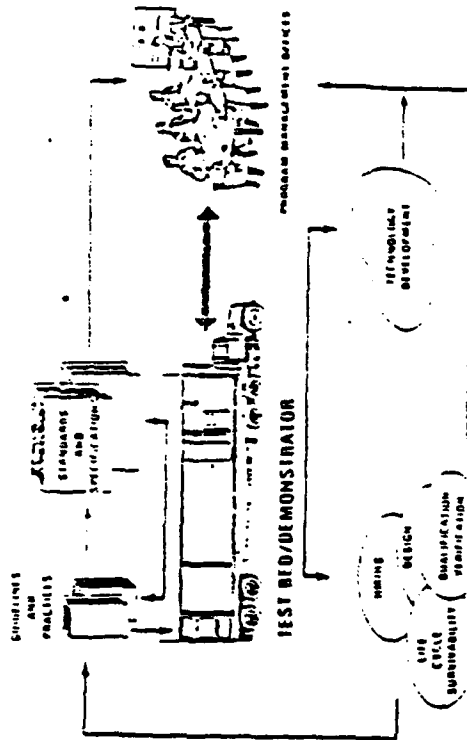 GUIDELINES
AND
PRACTICES
STANDARDS
AND
SPECIFICATIONS
PROGRAM MANAGEMENT OFFICES
TEST BED/DEMONSTRATOR
DESIGN
LIFE
CYCLE
SURVIVABILITY
QUALIFICATION
VERIFICATION
TECHNOLOGY
DEVELOPMENT